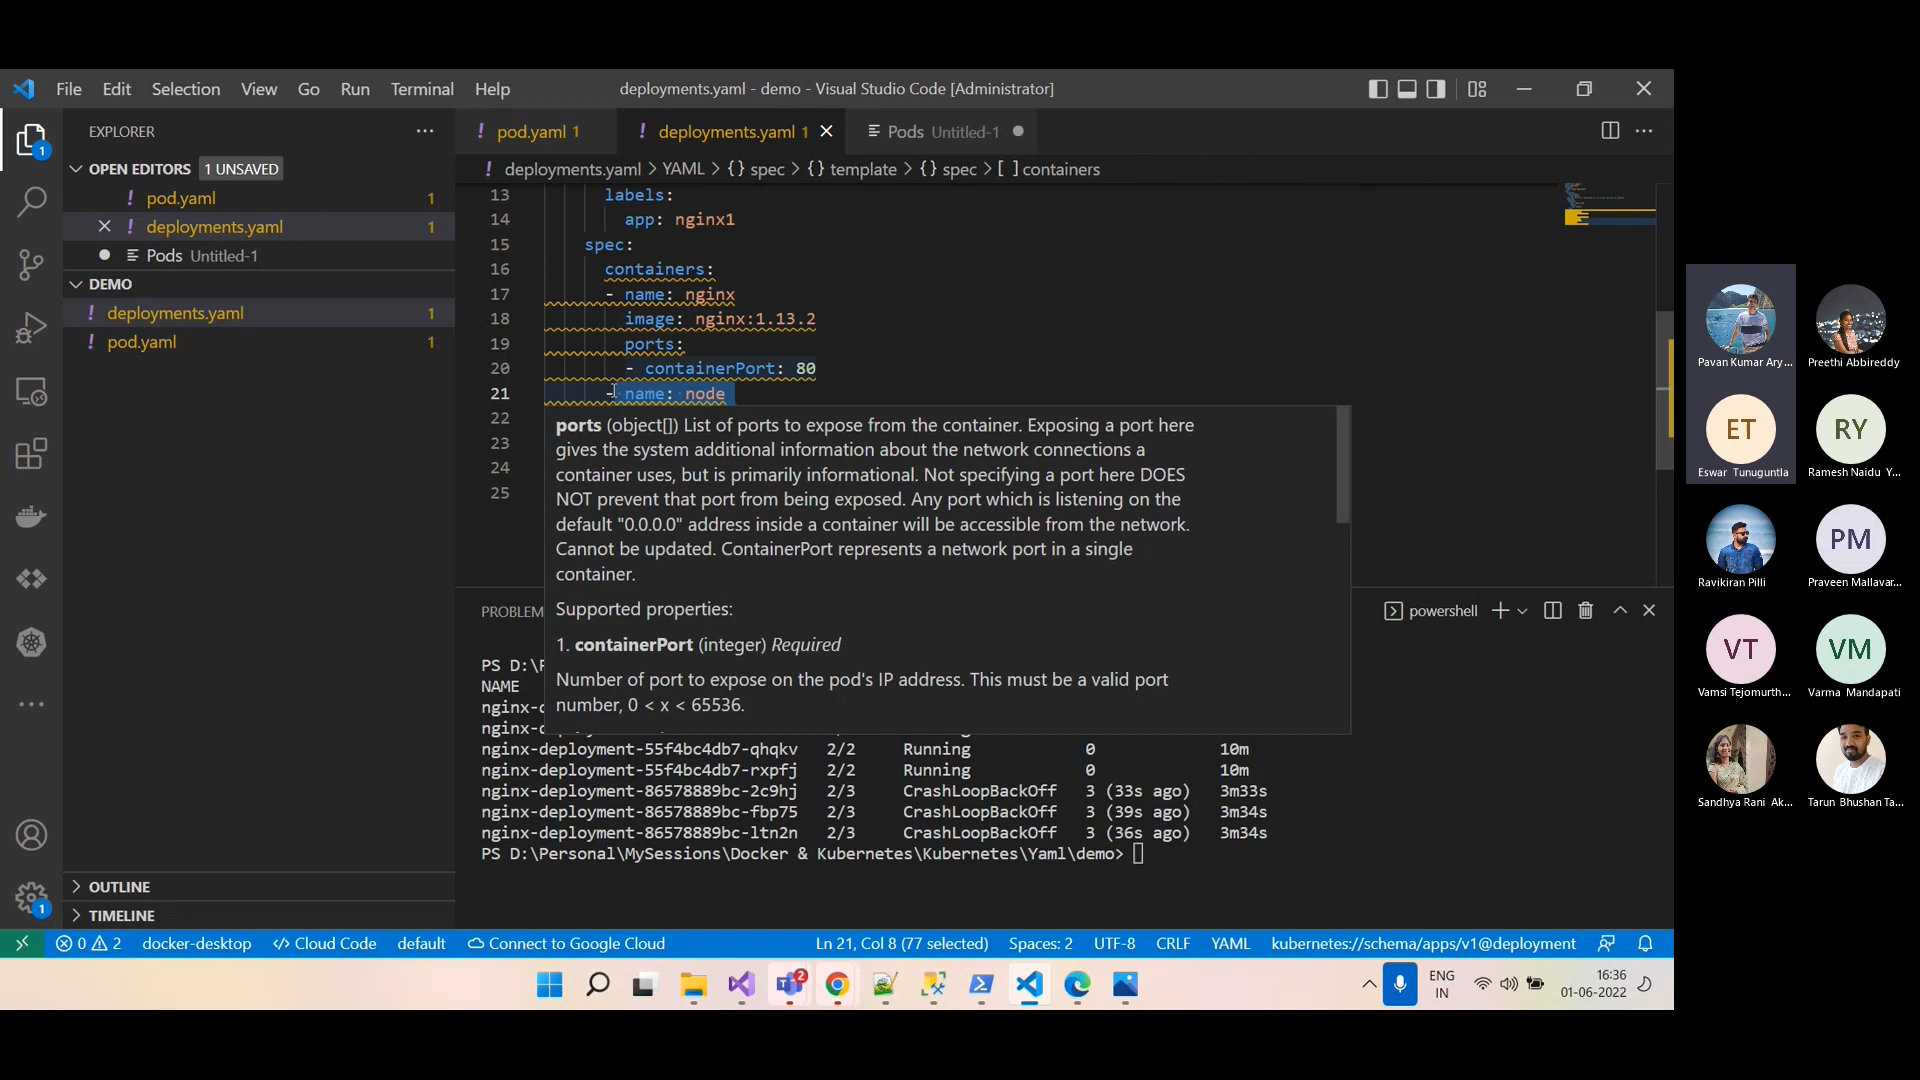 File Edit Selection View Go Run Terminal Help
deployments.yaml - demo - Visual Studio Code [Administrator]
EXPLORER
OPEN EDITORS 1 UNSAVED
! pod.yaml 1
! deployments.yaml 1
Pods Untitled-1
DEMO
! deployments.yaml 1
! pod.yaml 1
OUTLINE
TIMELINE
! pod.yaml 1
! deployments.yaml 1
Pods Untitled-1
! deployments.yaml > YAML > {} spec > {} template > {} spec > [ ] containers
13 labels:
14 app: nginx1
15 spec:
16 containers:
17 - name: nginx
18 image: nginx:1.13.2
19 ports:
20 - containerPort: 80
21 - name: node
22
23
24
25
ports (object[]) List of ports to expose from the container. Exposing a port here
gives the system additional information about the network connections a
container uses, but is primarily informational. Not specifying a port here DOES
NOT prevent that port from being exposed. Any port which is listening on the
default "0.0.0.0" address inside a container will be accessible from the network.
Cannot be updated. ContainerPort represents a network port in a single
container.
Supported properties:
1. containerPort (integer) Required
Number of port to expose on the pod's IP address. This must be a valid port
number, 0 < x < 65536.
PROBLEM
powershell
PS D:\
NAME
nginx-d
nginx-deployment-55f4bc4db7-qhqkv 2/2 Running 0 10m
nginx-deployment-55f4bc4db7-rxpfj 2/2 Running 0 10m
nginx-deployment-86578889bc-2c9hj 2/3 CrashLoopBackOff 3 (33s ago) 3m33s
nginx-deployment-86578889bc-fbp75 2/3 CrashLoopBackOff 3 (39s ago) 3m34s
nginx-deployment-86578889bc-ltn2n 2/3 CrashLoopBackOff 3 (36s ago) 3m34s
PS D:\Personal\MySessions\Docker & Kubernetes\Kubernetes\Yaml\demo>
0 2 docker-desktop Cloud Code default Connect to Google Cloud
Ln 21, Col 8 (77 selected) Spaces: 2 UTF-8 CRLF YAML kubernetes://schema/apps/v1@deployment
ENG
IN
16:36
01-06-2022
Pavan Kumar Ary... Preethi Abbireddy
ET RY
Eswar Tunuguntla Ramesh Naidu Y...
PM
Ravikiran Pilli Praveen Mallavar...
VT VM
Vamsi Tejomurth... Varma Mandapati
Sandhya Rani Ak... Tarun Bhushan Ta...